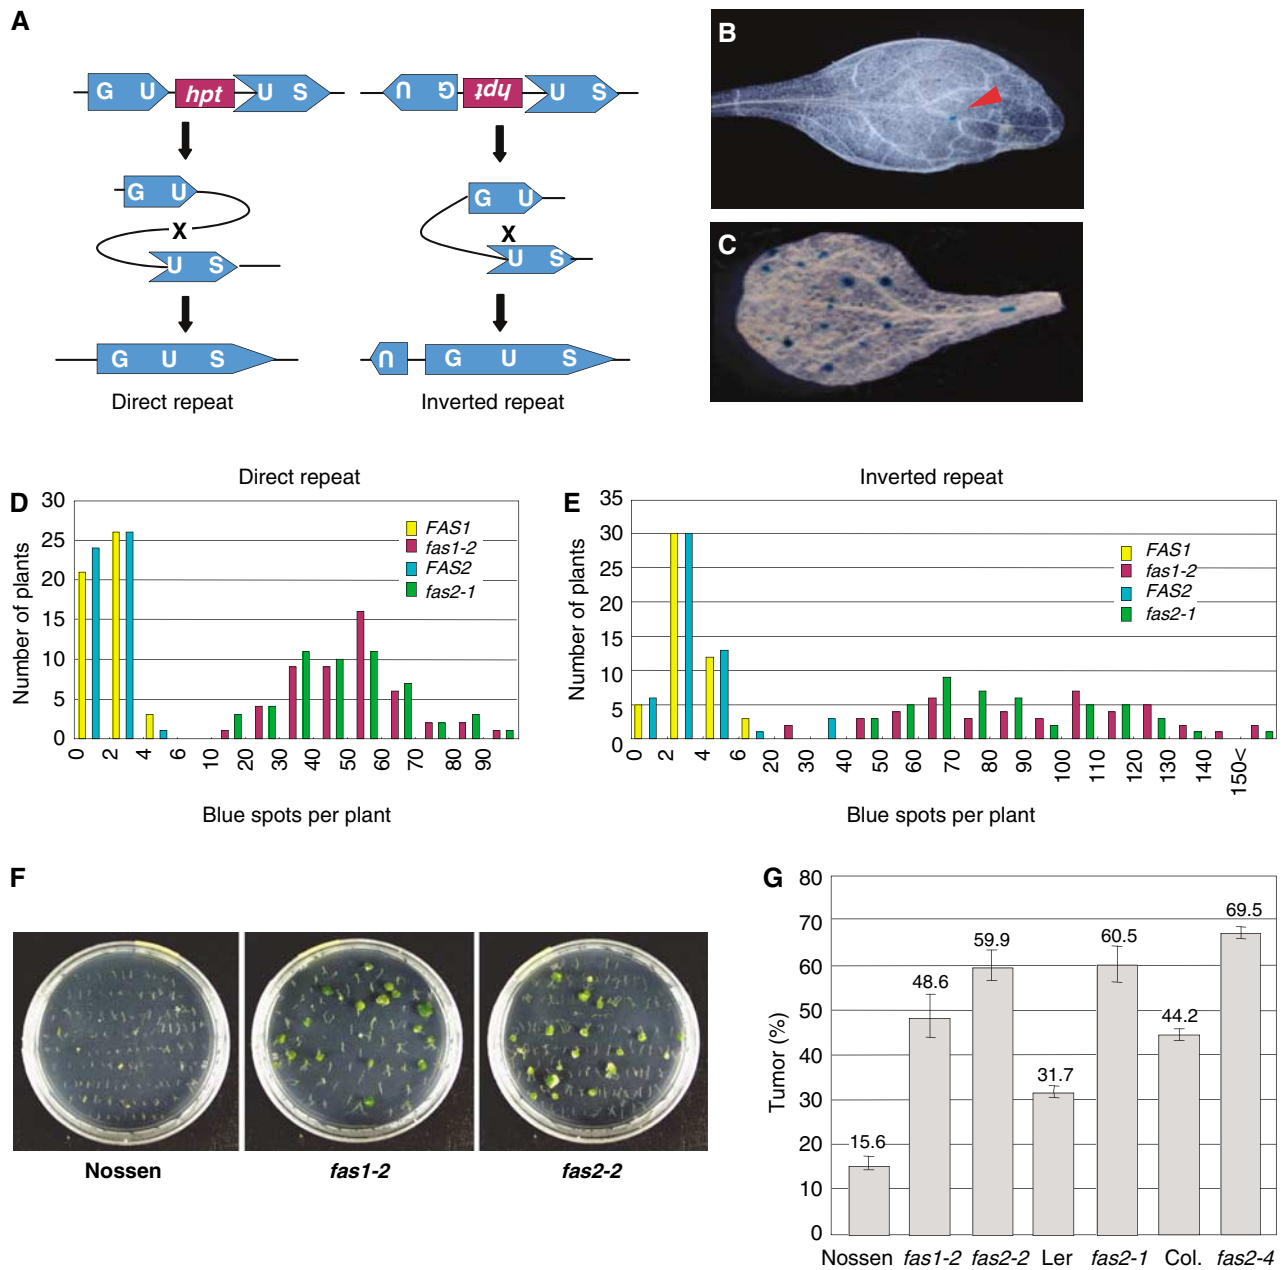 A
G U hpt U S
U G hpt U S
G U
X
U S
G U
X
U S
G U S
U G U S
Direct repeat
Inverted repeat
B
C
D
Direct repeat
Number of plants
30
25
20
15
10
5
0
FAS1
fas1-2
FAS2
fas2-1
0 2 4 6 10 20 30 40 50 60 70 80 90
Blue spots per plant
E
Inverted repeat
Number of plants
35
30
25
20
15
10
5
0
FAS1
fas1-2
FAS2
fas2-1
0 2 4 6 20 30 40 50 60 70 80 90 100 110 120 130 140 150<
Blue spots per plant
F
Nossen
fas1-2
fas2-2
G
Tumor (%)
80
70
60
50
40
30
20
10
0
15.6
48.6
59.9
31.7
60.5
44.2
69.5
Nossen fas1-2 fas2-2 Ler fas2-1 Col. fas2-4